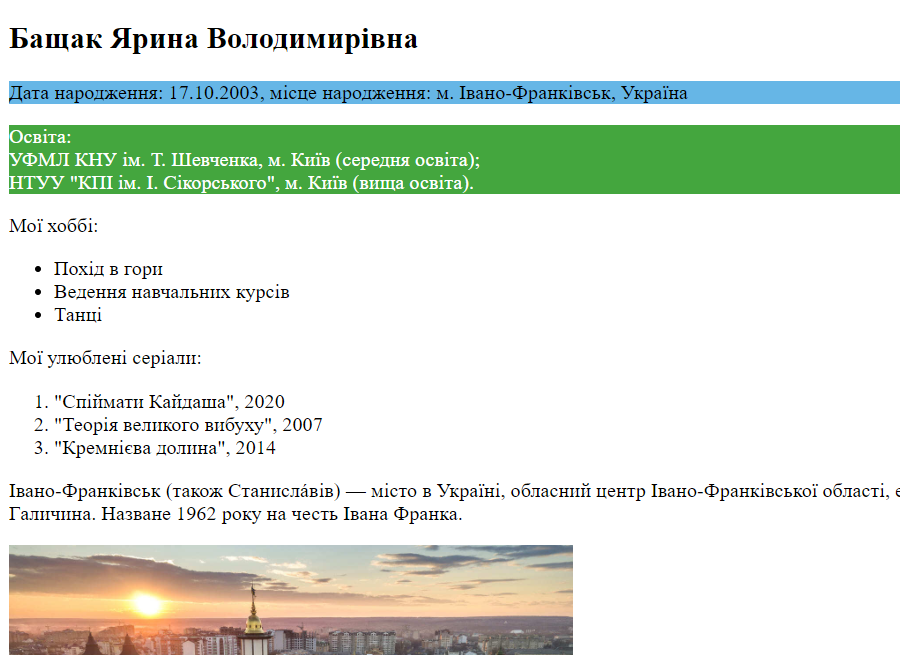 Бащак Ярина Володимирівна
Дата народження: 17.10.2003, місце народження: м. Івано-Франківськ, Україна
Освіта:
УФМЛ КНУ ім. Т. Шевченка, м. Київ (середня освіта);
НТУУ "КПІ ім. І. Сікорського", м. Київ (вища освіта).
Мої хоббі:
• Похід в гори
• Ведення навчальних курсів
• Танці
Мої улюблені серіали:
1. "Спіймати Кайдаша", 2020
2. "Теорія великого вибуху", 2007
3. "Кремнієва долина", 2014
Івано-Франківськ (також Станисла́вів) — місто в Україні, обласний центр Івано-Франківської області,
Галичина. Назване 1962 року на честь Івана Франка.